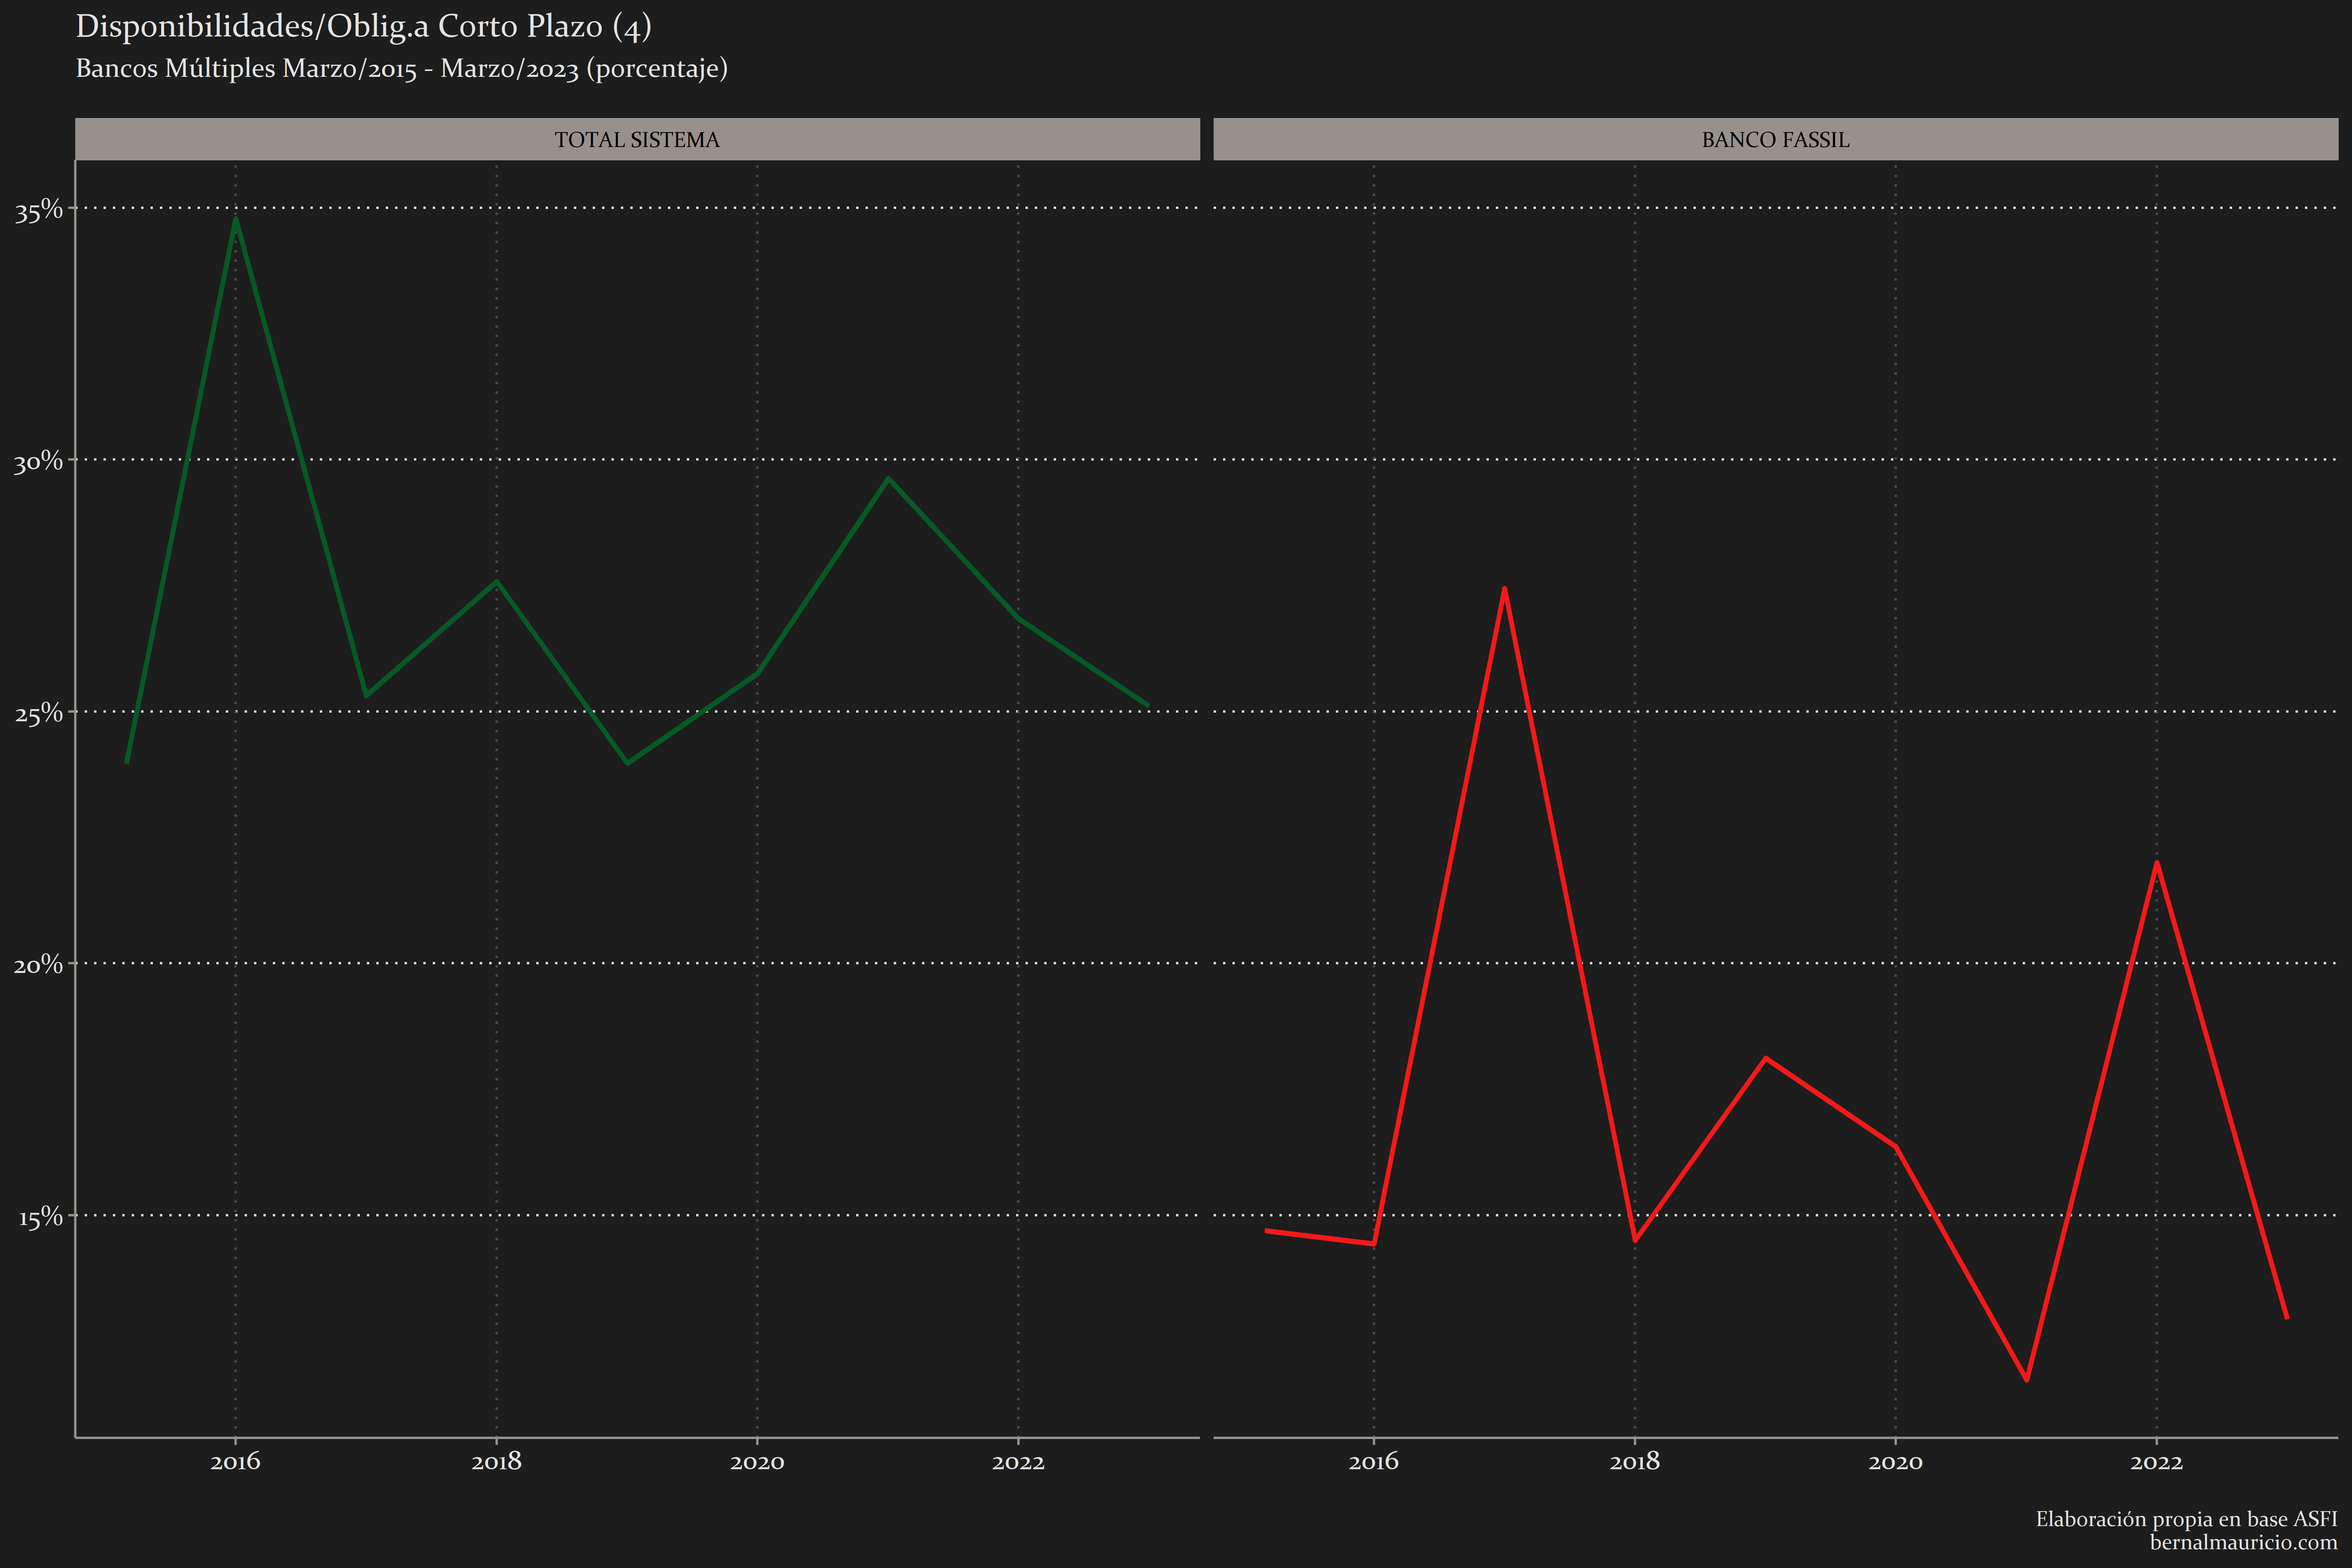 Disponibilidades/Oblig.a Corto Plazo (4)
Bancos Múltiples Marzo/2015 - Marzo/2023 (porcentaje)
TOTAL SISTEMA
BANCO FASSIL
35%
30%
25%
20%
15%
2016
2018
2020
2022
2016
2018
2020
2022
Elaboración propia en base ASFI
bernalmauricio.com